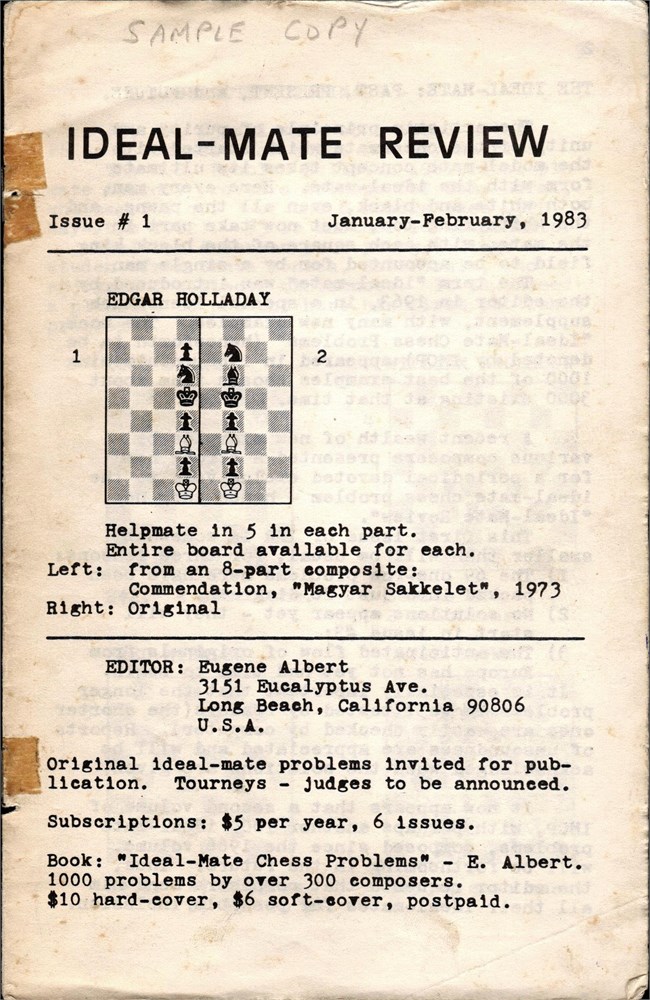 SAMPLE COPY
IDEAL-MATE REVIEW
Issue # 1 January-February, 1983
EDGAR HOLLADAY
1 2
Helpmate in 5 in each part.
Entire board available for each.
Left: from an 8-part composite:
Commendation, "Magyar Sakkelet", 1973
Right: Original
EDITOR: Eugene Albert
3151 Eucalyptus Ave.
Long Beach, California 90806
U.S.A.
Original ideal-mate problems invited for pub-
lication. Tourneys - judges to be announced.
Subscriptions: $5 per year, 6 issues.
Book: "Ideal-Mate Chess Problems" - E. Albert.
1000 problems by over 300 composers.
$10 hard-cover, $6 soft-cover, postpaid.